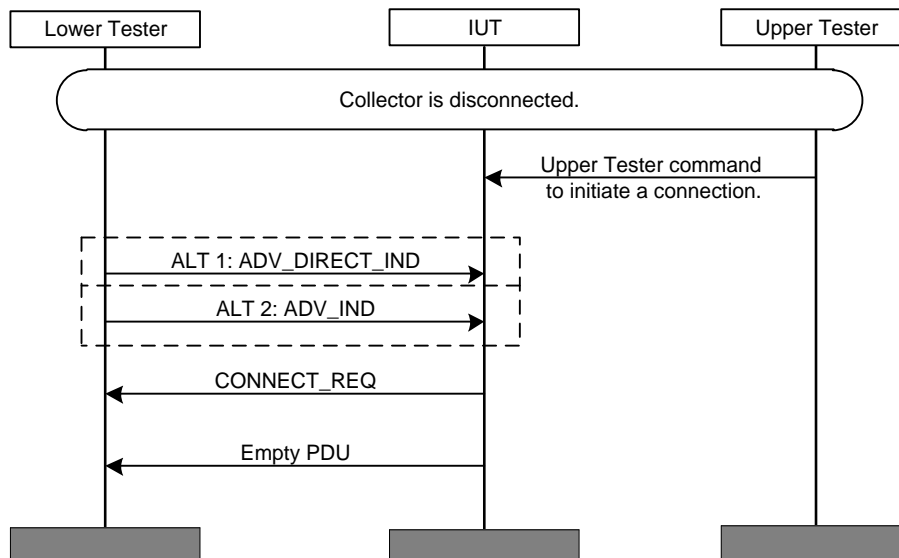 Lower Tester
IUT
Upper Tester
Collector is disconnected.
Upper Tester command
to initiate a connection.
ALT 1: ADV_DIRECT_IND
ALT 2: ADV_IND
CONNECT_REQ
Empty PDU